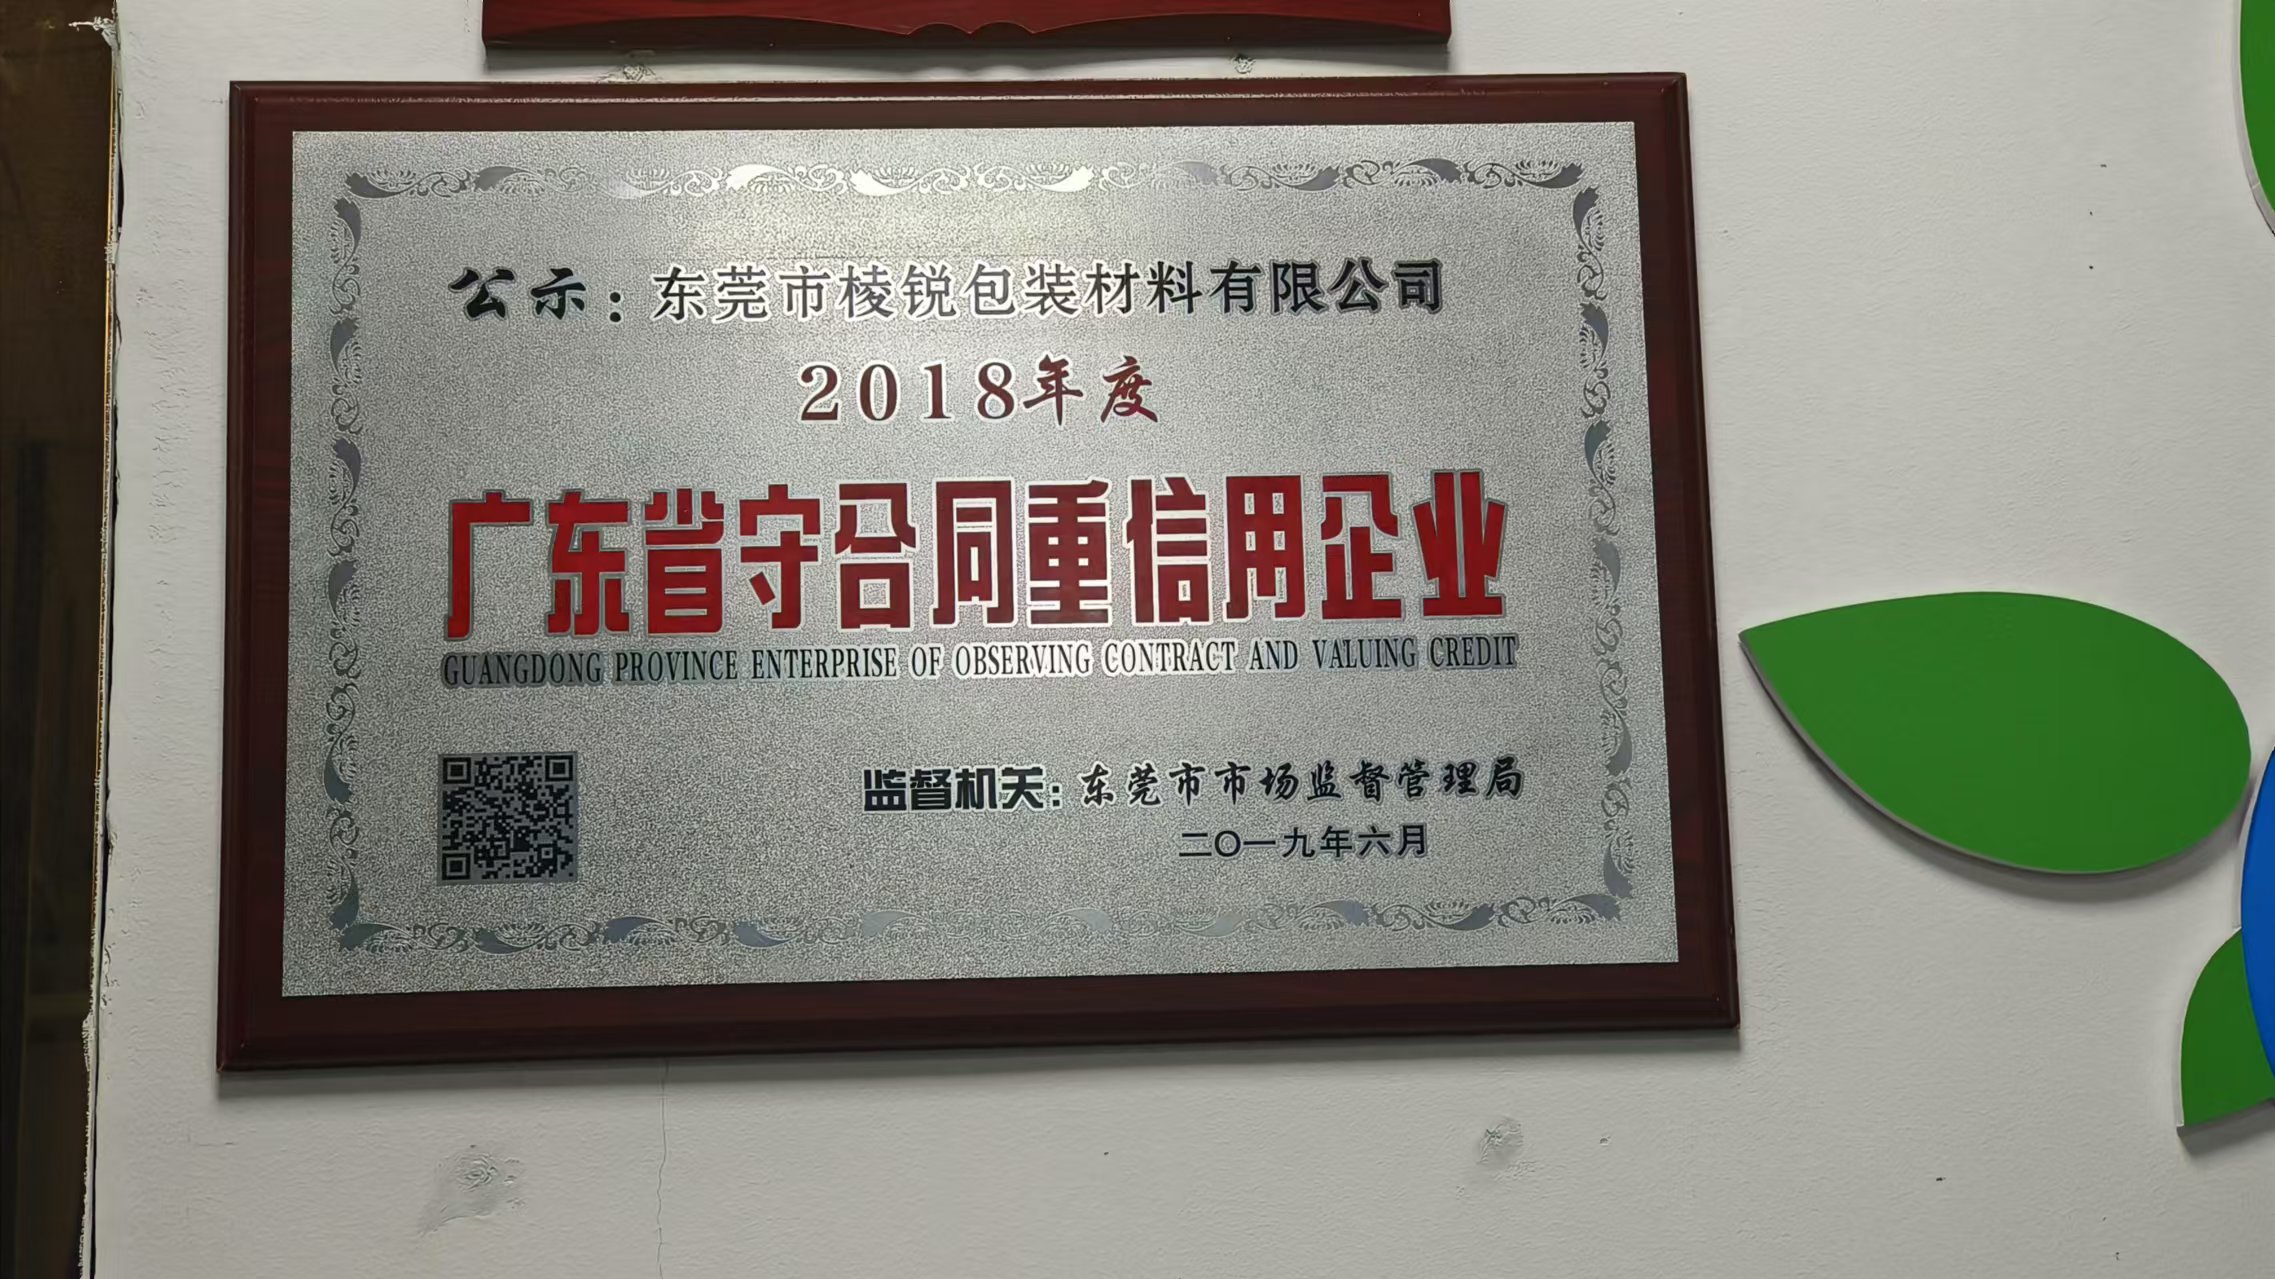 公示：东莞市棱锐包装材料有限公司
2018年度
广东省守合同重信用企业
GUANGDONG PROVINCE ENTERPRISE OF OBSERVING CONTRACT AND VALUING CREDIT
监督机关：东莞市市场监督管理局
二〇一九年六月